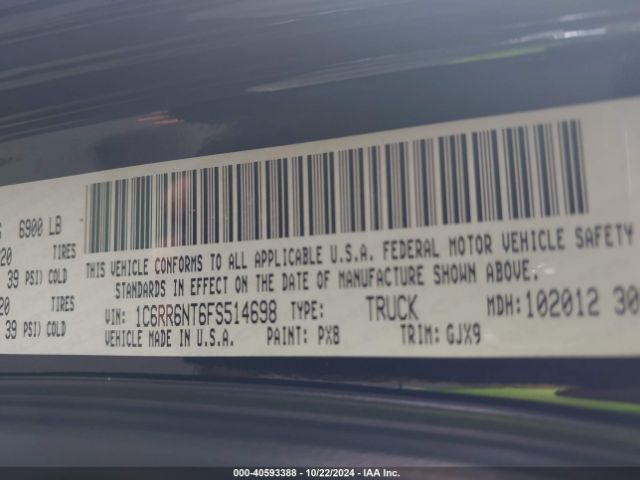 G 6900 LB
20 TIRES
39 PSI) COLD
20 TIRES
39 PSI) COLD
THIS VEHICLE CONFORMS TO ALL APPLICABLE U.S.A. FEDERAL MOTOR VEHICLE SAFETY
STANDARDS IN EFFECT ON THE DATE OF MANUFACTURE SHOWN ABOVE.
VIN: 1C6RR6NT6FS514698 TYPE: TRUCK MDH:102012 30
VEHICLE MADE IN U.S.A. PAINT: PX8 TRIM: GJX9
000-40593388 - 10/22/2024 - IAA Inc.